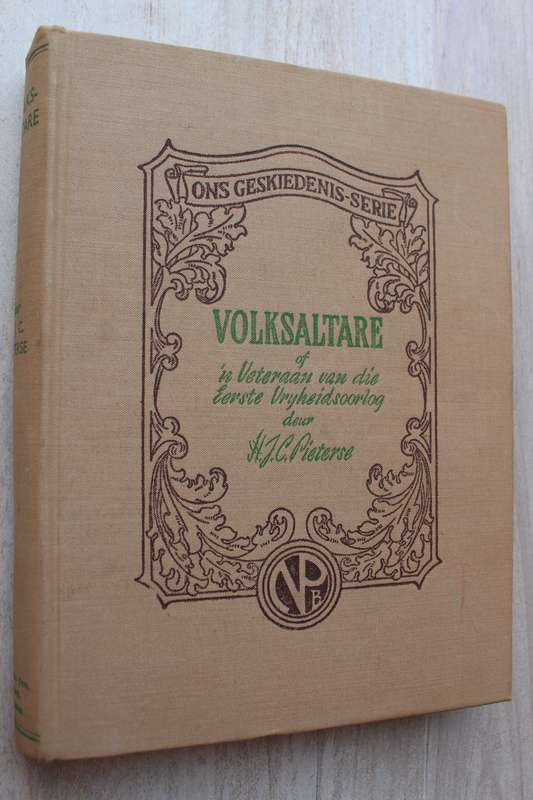 ONS GESKIEDENIS-SERIE
VOLKSALTARE
of
'n Veteraan van die
Eerste Vryheidsoorlog
deur
H.J.C. Pieterse
NPB